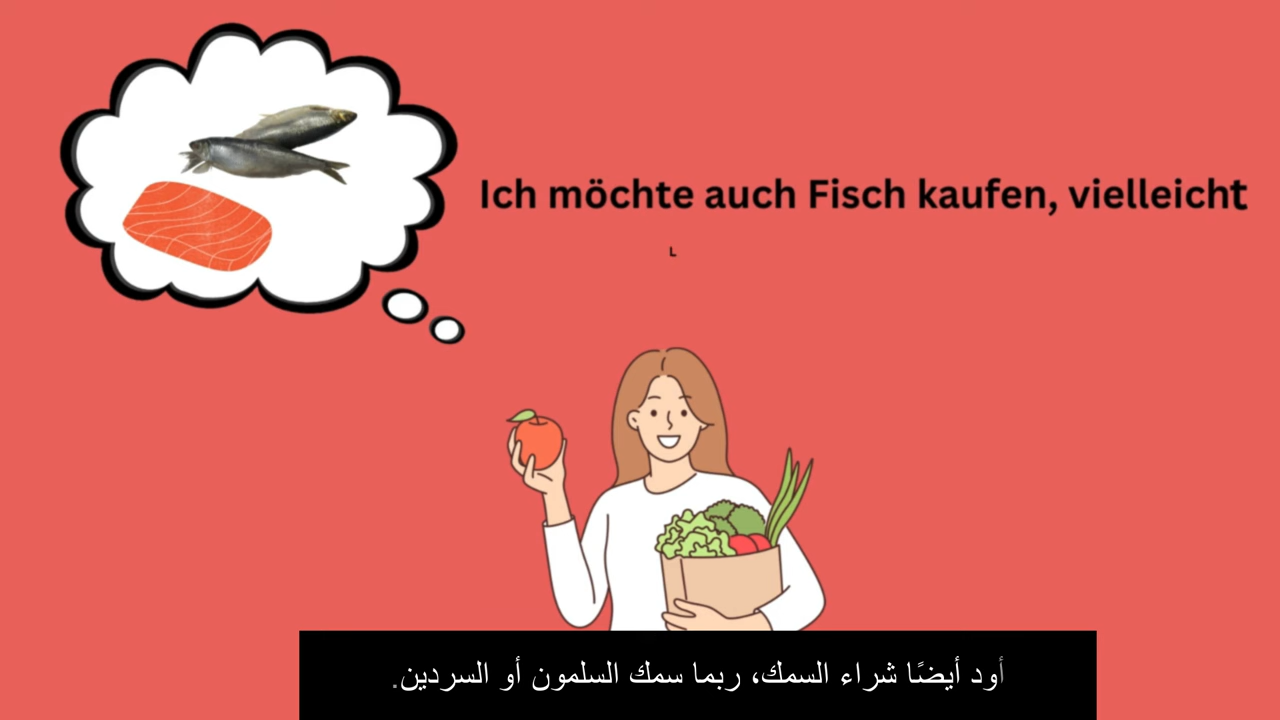 Ich möchte auch Fisch kaufen, vielleicht
L
أود أيضًا شراء السمك، ربما سمك السلمون أو السردين.